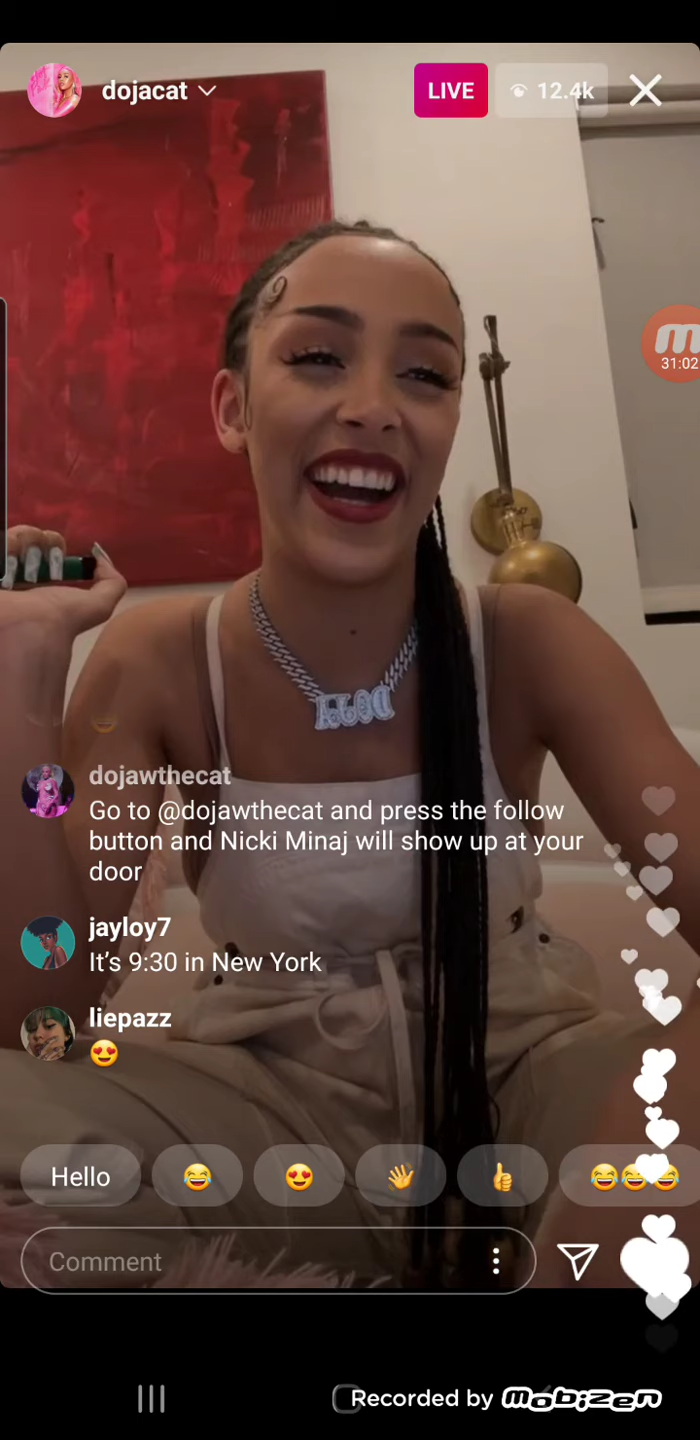 dojacat
LIVE
12.4k
31:02
DOJA
dojawthecat
Go to @dojawthecat and press the follow
button and Nicki Minaj will show up at your
door
jayloy7
It's 9:30 in New York
liepazz
Hello
Comment
Recorded by mobizen